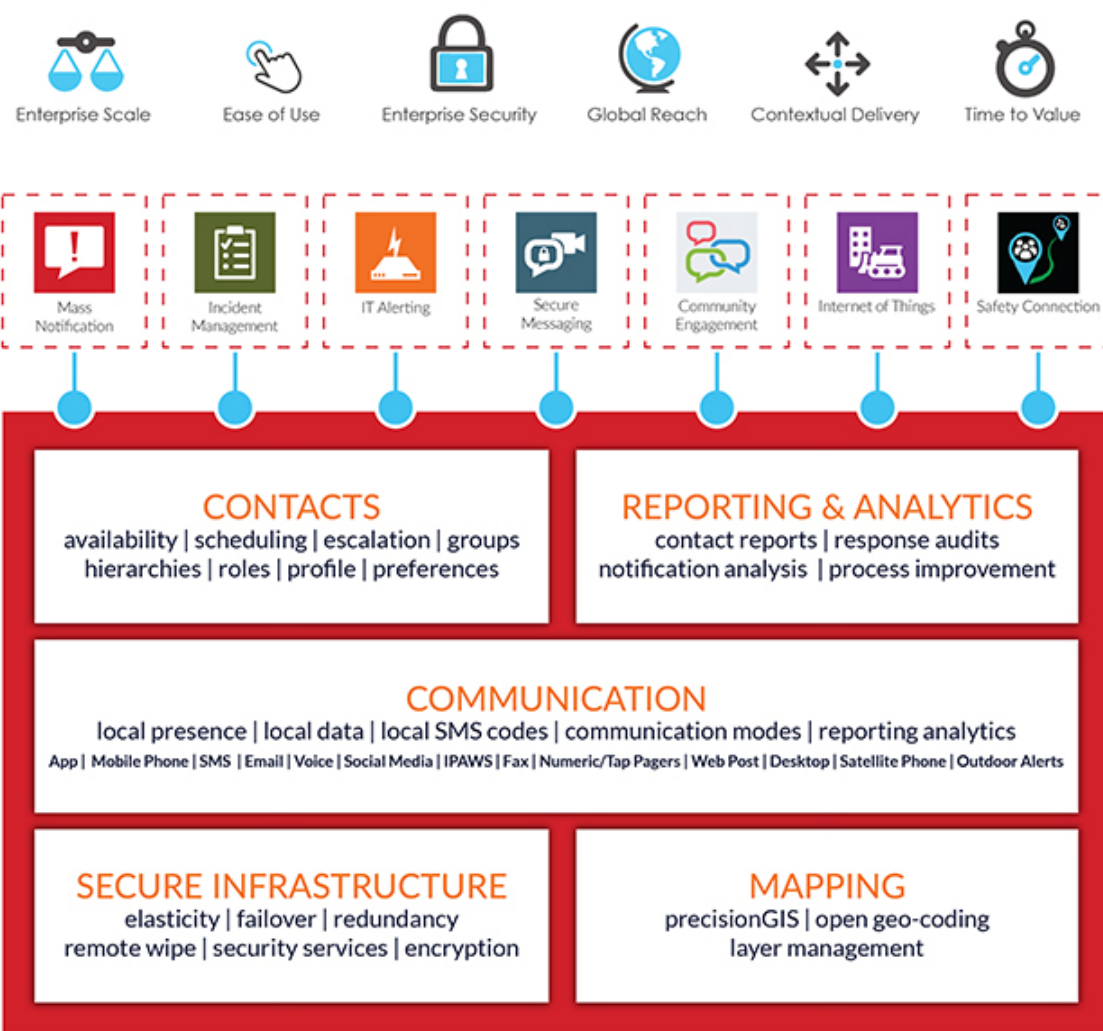 Enterprise Scale
Ease of Use
Enterprise Security
Global Reach
Contextual Delivery
Time to Value
Mass
Notification
Incident
Management
IT Alerting
Secure
Messaging
Community
Engagement
Internet of Things
Safety Connection
CONTACTS
availability | scheduling | escalation | groups
hierarchies | roles | profile | preferences
REPORTING & ANALYTICS
contact reports | response audits
notification analysis | process improvement
COMMUNICATION
local presence | local data | local SMS codes | communication modes | reporting analytics
App | Mobile Phone | SMS | Email | Voice | Social Media | IPAWS | Fax | Numeric/Tap Pagers | Web Post | Desktop | Satellite Phone | Outdoor Alerts
SECURE INFRASTRUCTURE
elasticity | failover | redundancy
remote wipe | security services | encryption
MAPPING
precisionGIS | open geo-coding
layer management